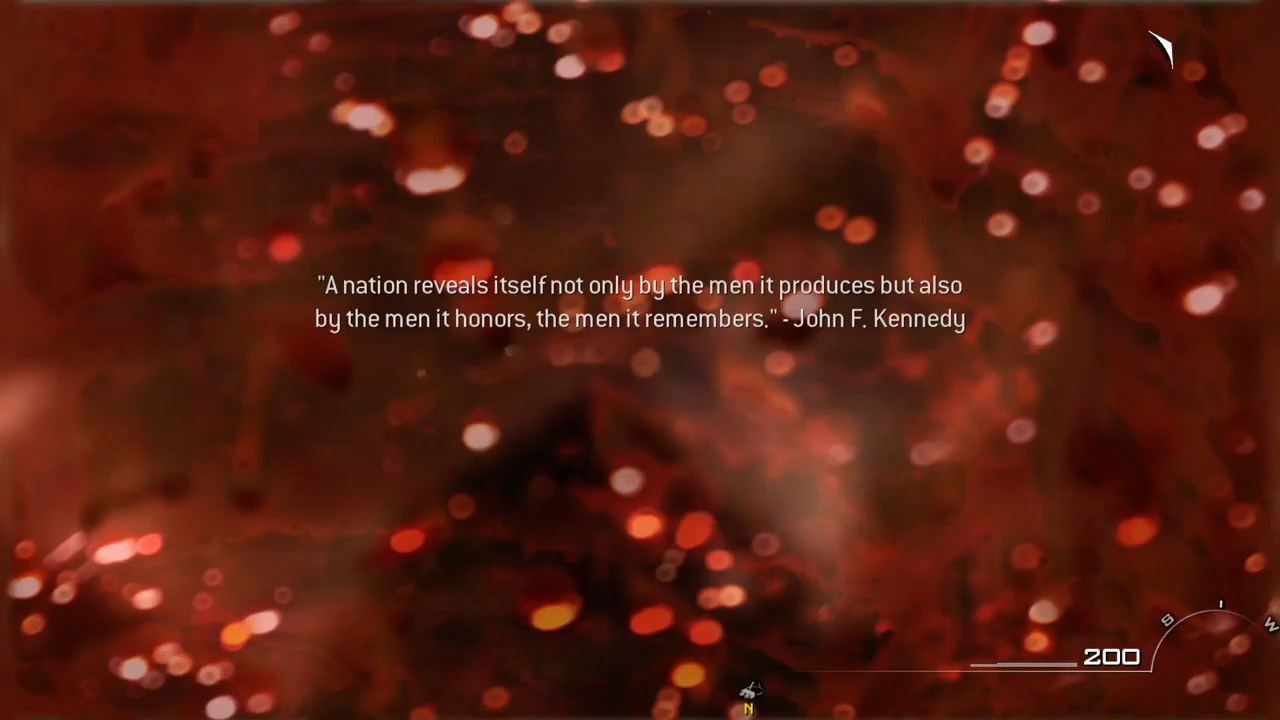 "A nation reveals itself not only by the men it produces but also
by the men it honors, the men it remembers." - John F. Kennedy
S
W
200
N